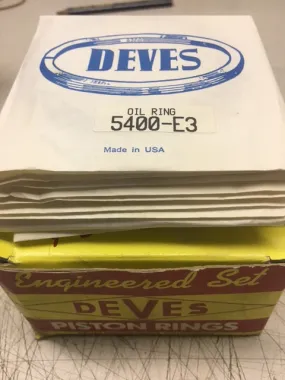 DEVES
OIL RING
5400-E3
Made in USA
Engineered Set
DEVES
PISTON RINGS